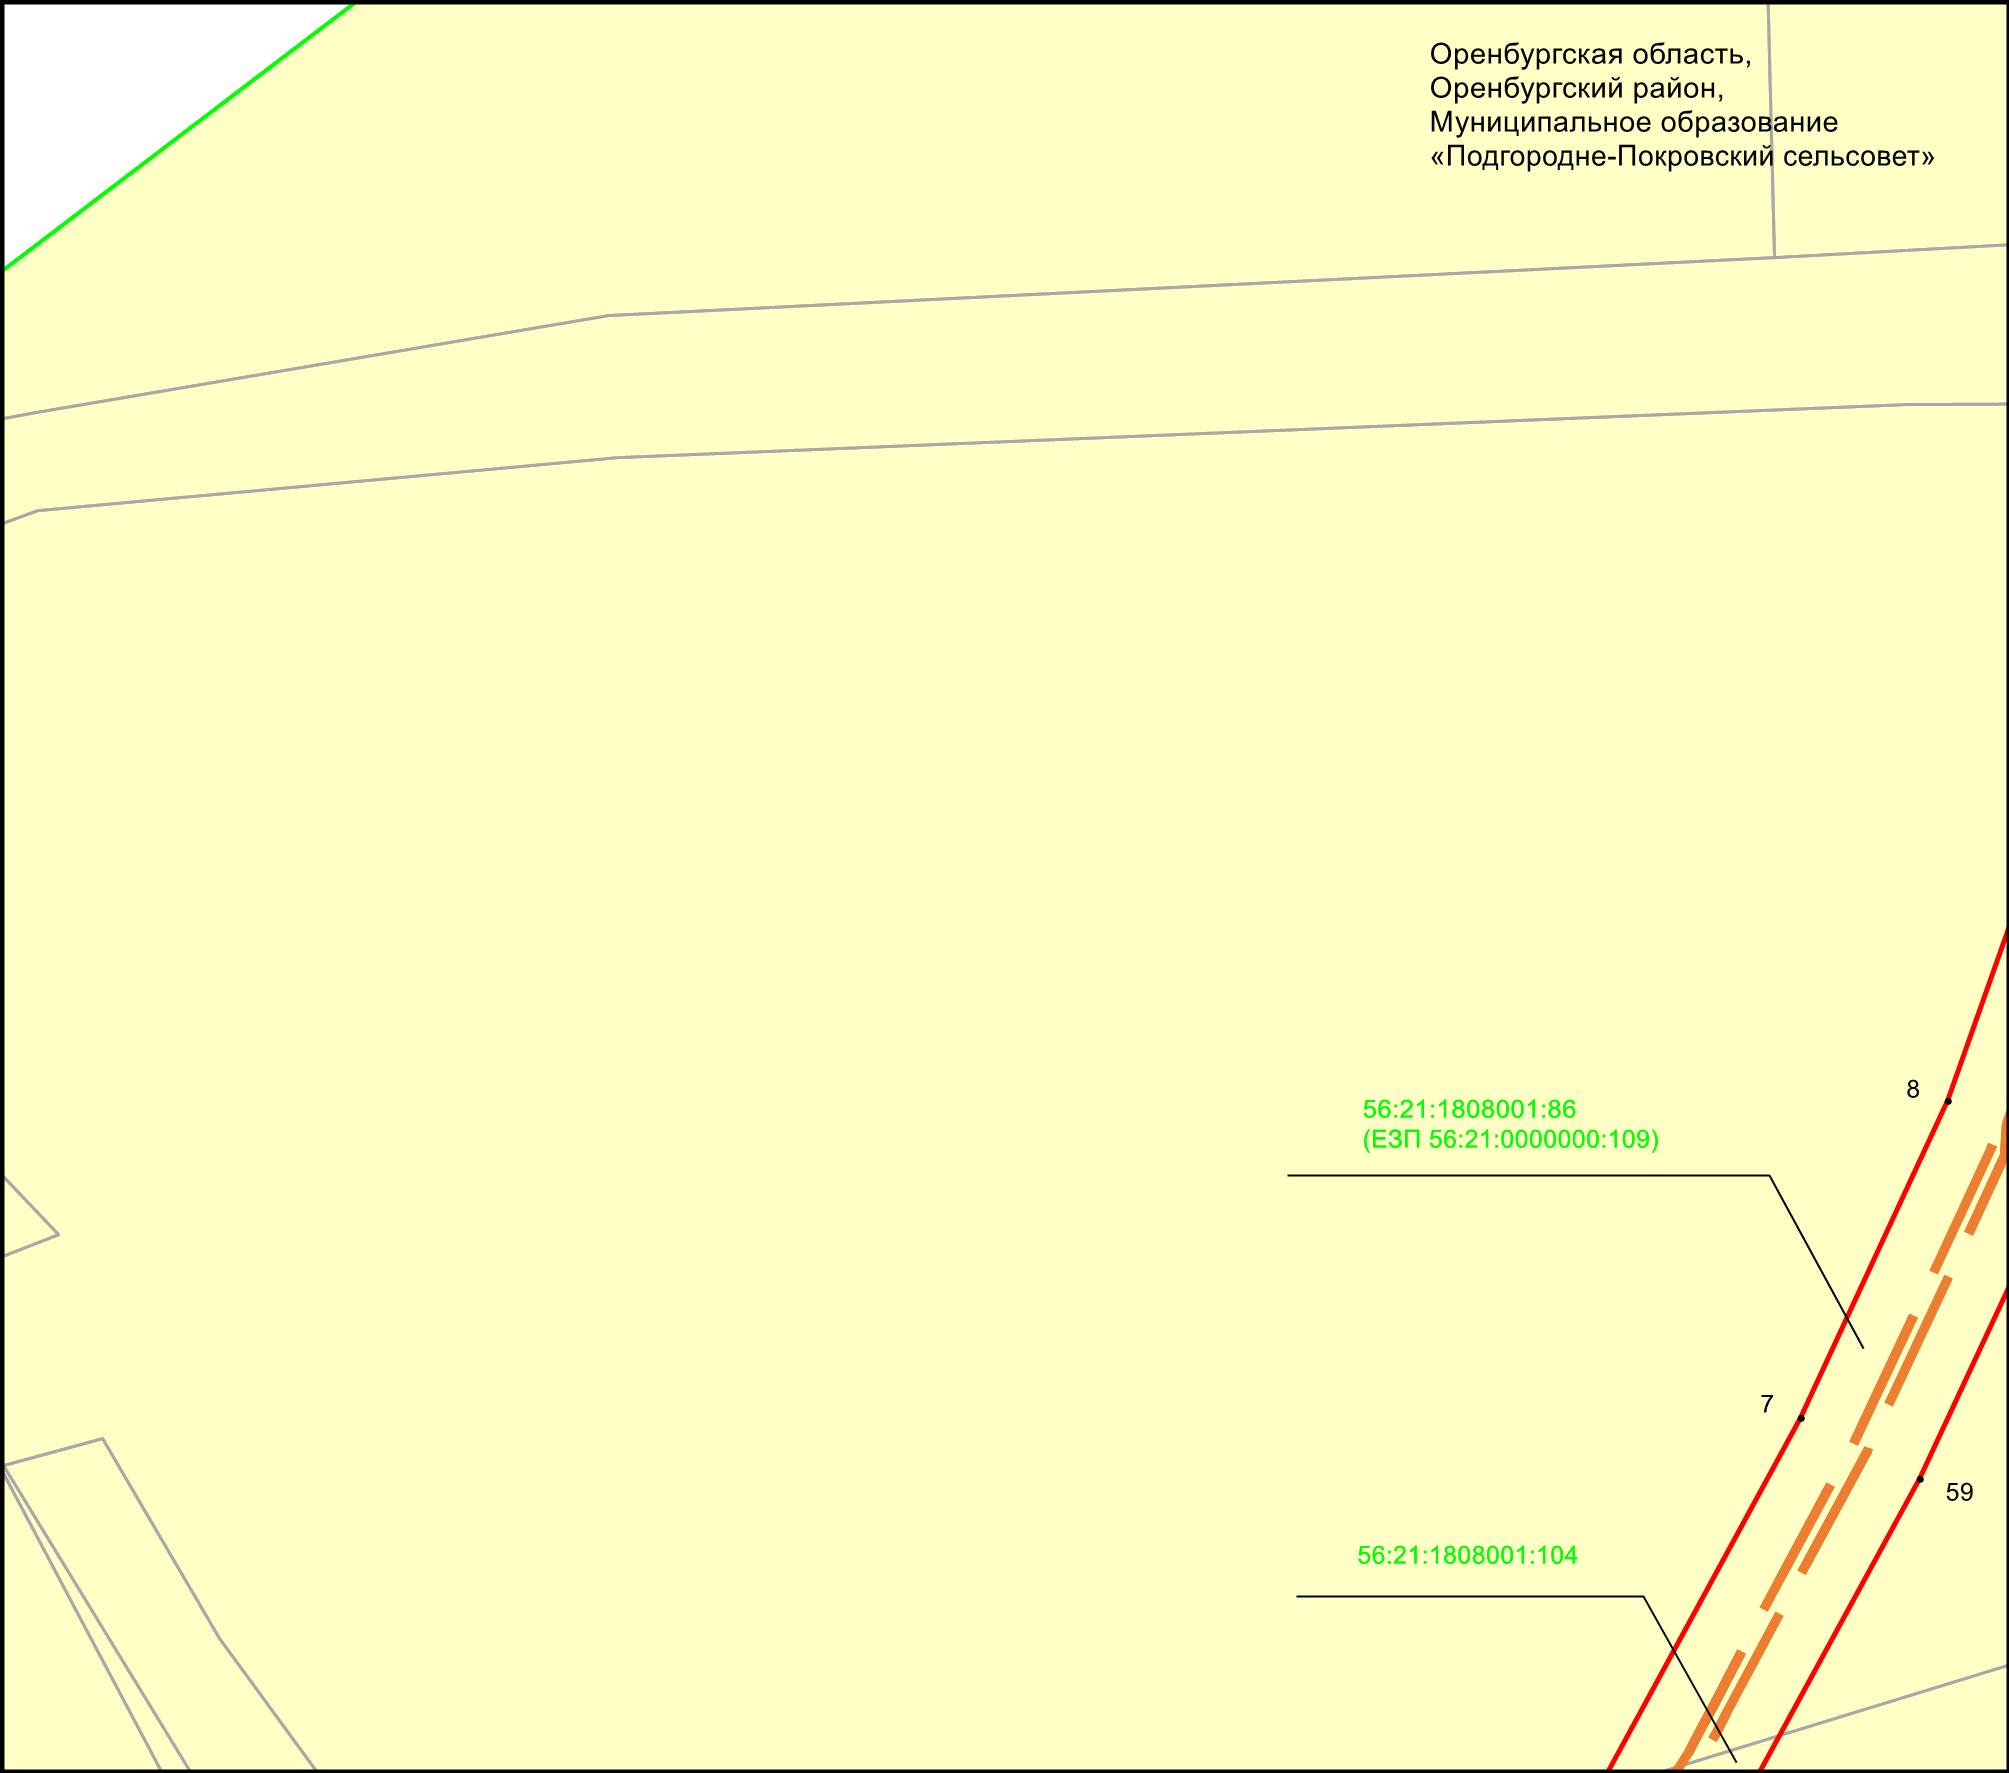 Оренбургская область,
Оренбургский район,
Муниципальное образование
«Подгородне-Покровский сельсовет»
8
56:21:1808001:86
(ЕЗП 56:21:0000000:109)
7
59
56:21:1808001:104